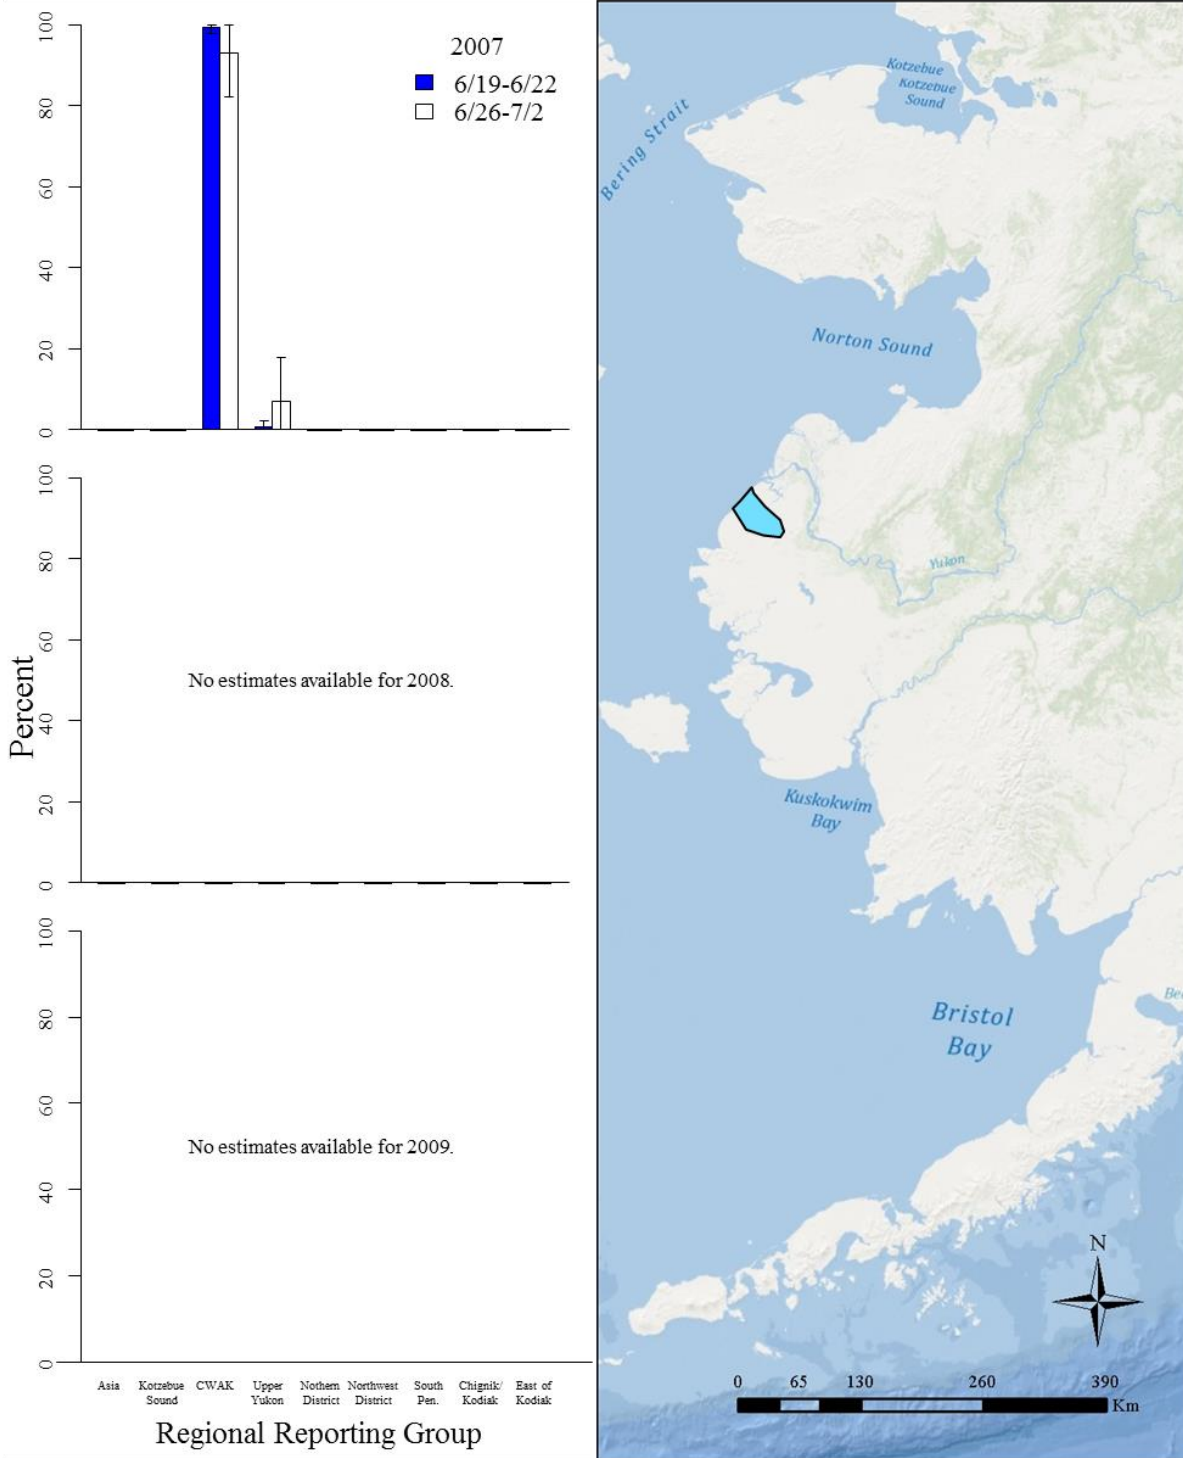 2007
6/19-6/22
6/26-7/2
100
80
60
40
20
0
100
80
60
40
20
0
No estimates available for 2008.
Percent
100
80
60
40
20
0
No estimates available for 2009.
Asia
Kotzebue
Sound
CWAK
Upper
Yukon
Nothern
District
Northwest
District
South
Pen.
Chignik/
Kodiak
East of
Kodiak
Regional Reporting Group
Kotzebue
Kotzebue
Sound
Bering Strait
Norton Sound
Yukon
Kuskokwim
Bay
Bristol
Bay
N
0 65 130 260 390
Km